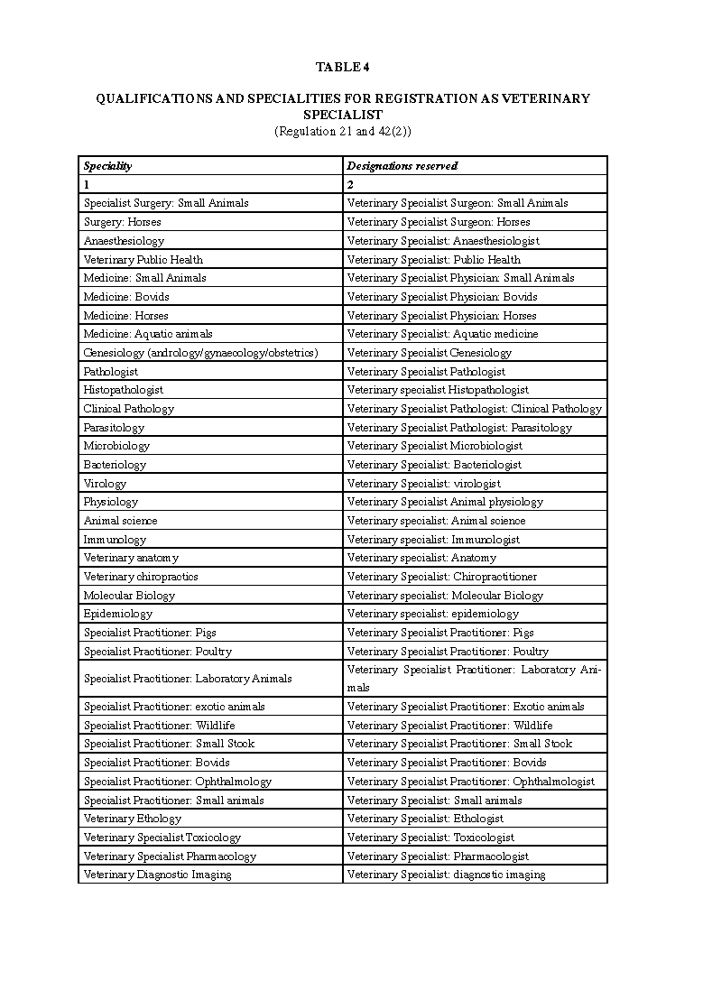 TABLE 4
QUALIFICATIONS AND SPECIALITIES FOR REGISTRATION AS VETERINARY
SPECIALIST
(Regulation 21 and 42(2))
Speciality Designations reserved
1 2
Specialist Surgery: Small Animals Veterinary Specialist Surgeon: Small Animals
Surgery: Horses Veterinary Specialist Surgeon: Horses
Anaesthesiology Veterinary Specialist: Anaesthesiologist
Veterinary Public Health Veterinary Specialist: Public Health
Medicine: Small Animals Veterinary Specialist Physician: Small Animals
Medicine: Bovids Veterinary Specialist Physician: Bovids
Medicine: Horses Veterinary Specialist Physician: Horses
Medicine: Aquatic animals Veterinary Specialist: Aquatic medicine
Genesiology (andrology/gynaecology/obstetrics) Veterinary Specialist Genesiology
Pathologist Veterinary Specialist Pathologist
Histopathologist Veterinary specialist Histopathologist
Clinical Pathology Veterinary Specialist Pathologist: Clinical Pathology
Parasitology Veterinary Specialist Pathologist: Parasitology
Microbiology Veterinary Specialist Microbiologist
Bacteriology Veterinary Specialist: Bacteriologist
Virology Veterinary Specialist: virologist
Physiology Veterinary Specialist Animal physiology
Animal science Veterinary specialist: Animal science
Immunology Veterinary specialist: Immunologist
Veterinary anatomy Veterinary specialist: Anatomy
Veterinary chiropractics Veterinary Specialist: Chiropractitioner
Molecular Biology Veterinary specialist: Molecular Biology
Epidemiology Veterinary specialist: epidemiology
Specialist Practitioner: Pigs Veterinary Specialist Practitioner: Pigs
Specialist Practitioner: Poultry Veterinary Specialist Practitioner: Poultry
Specialist Practitioner: Laboratory Animals Veterinary Specialist Practitioner: Laboratory Ani-
mals
Specialist Practitioner: exotic animals Veterinary Specialist Practitioner: Exotic animals
Specialist Practitioner: Wildlife Veterinary Specialist Practitioner: Wildlife
Specialist Practitioner: Small Stock Veterinary Specialist Practitioner: Small Stock
Specialist Practitioner: Bovids Veterinary Specialist Practitioner: Bovids
Specialist Practitioner: Ophthalmology Veterinary Specialist Practitioner: Ophthalmologist
Specialist Practitioner: Small animals Veterinary Specialist: Small animals
Veterinary Ethology Veterinary Specialist: Ethologist
Veterinary Specialist Toxicology Veterinary Specialist: Toxicologist
Veterinary Specialist Pharmacology Veterinary Specialist: Pharmacologist
Veterinary Diagnostic Imaging Veterinary Specialist: diagnostic imaging